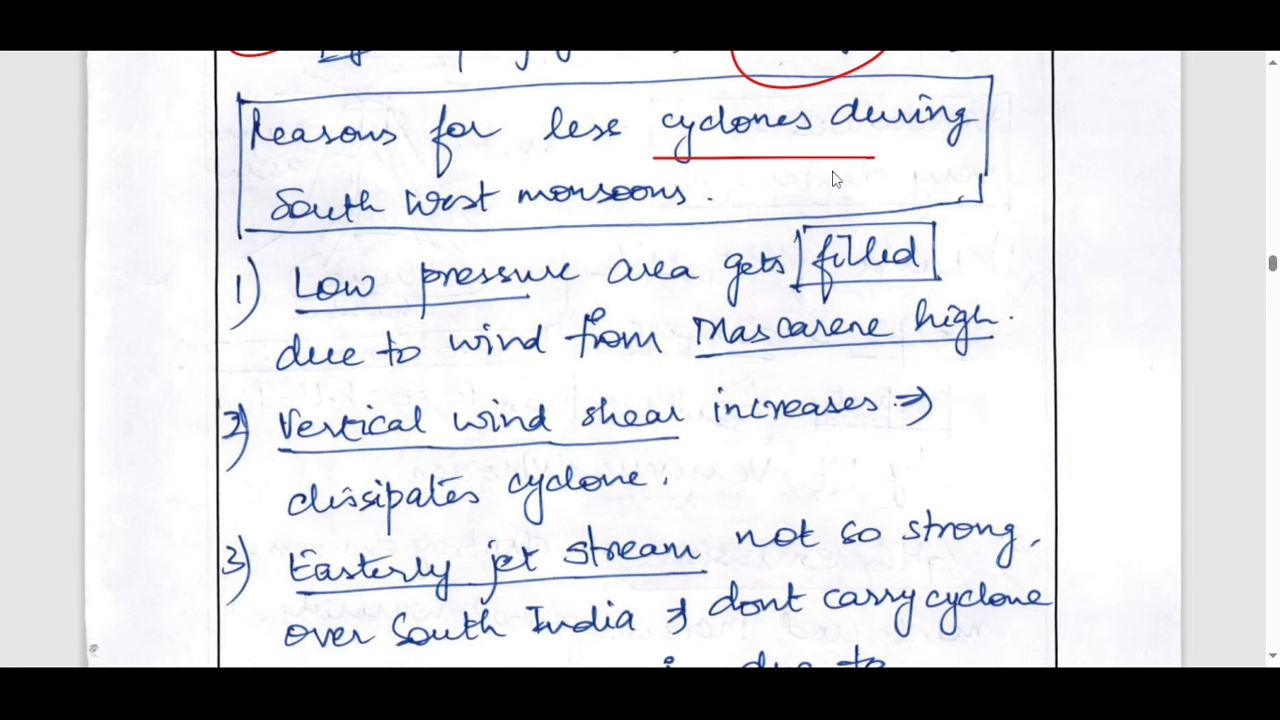 Reasons for less cyclones during
South West monsoons.
1) Low pressure area gets filled
due to wind from Mascarene high.
2) Vertical wind shear increases ⇒
dissipates cyclone.
3) Easterly jet stream not so strong,
over South India & dont carry cyclone
due to